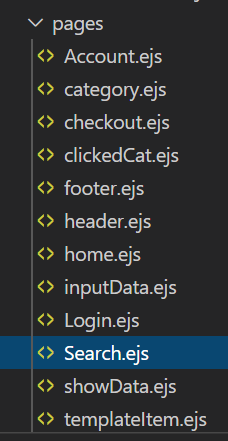 pages
Account.ejs
category.ejs
checkout.ejs
clickedCat.ejs
footer.ejs
header.ejs
home.ejs
inputData.ejs
Login.ejs
Search.ejs
showData.ejs
templateItem.ejs